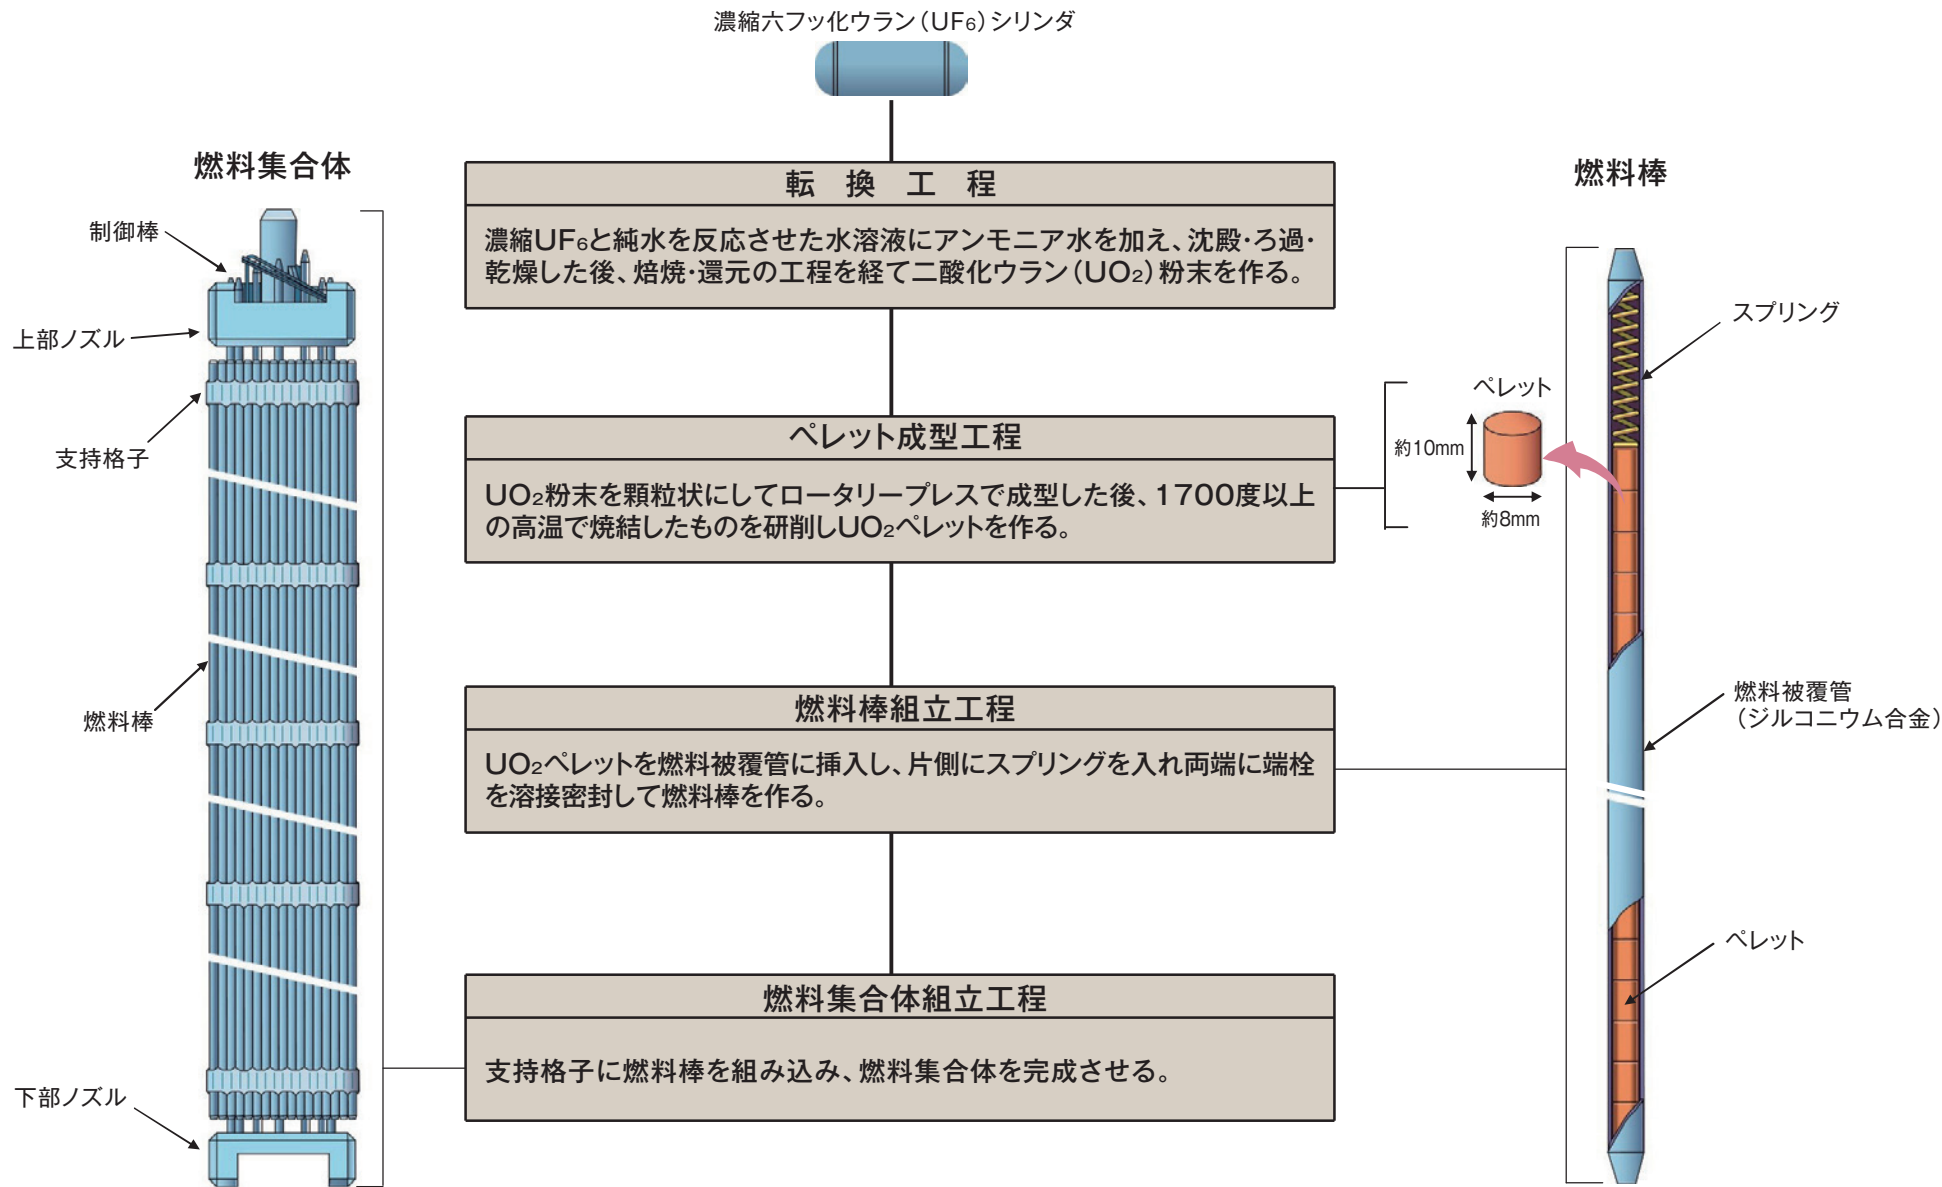 濃縮六フッ化ウラン（UF₆）シリンダ
燃料集合体
制御棒
上部ノズル
支持格子
燃料棒
下部ノズル
転換工程
濃縮UF₆と純水を反応させた水溶液にアンモニア水を加え、沈殿・ろ過・
乾燥した後、焙焼・還元の工程を経て二酸化ウラン（UO₂）粉末を作る。
ペレット成型工程
UO₂粉末を顆粒状にしてロータリープレスで成型した後、1700度以上
の高温で焼結したものを研削しUO₂ペレットを作る。
燃料棒組立工程
UO₂ペレットを燃料被覆管に挿入し、片側にスプリングを入れ両端に端栓
を溶接密封して燃料棒を作る。
燃料集合体組立工程
支持格子に燃料棒を組み込み、燃料集合体を完成させる。
燃料棒
スプリング
ペレット
約10mm
約8mm
燃料被覆管
（ジルコニウム合金）
ペレット